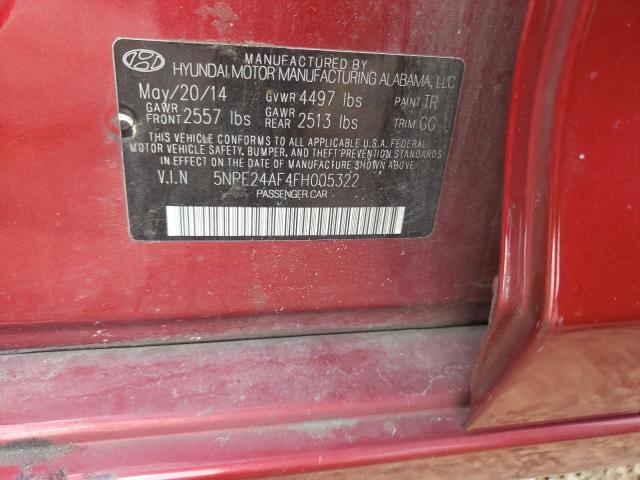 MANUFACTURED BY
HYUNDAI MOTOR MANUFACTURING ALABAMA, LLC
May/20/14 GVWR 4497 lbs PAINT TR
GAWR FRONT 2557 lbs GAWR REAR 2513 lbs TRIM GG
THIS VEHICLE CONFORMS TO ALL APPLICABLE U.S.A. FEDERAL
MOTOR VEHICLE SAFETY, BUMPER, AND THEFT PREVENTION STANDARDS
IN EFFECT ON THE DATE OF MANUFACTURE SHOWN ABOVE.
V.I.N 5NPE24AF4FH005322
PASSENGER CAR